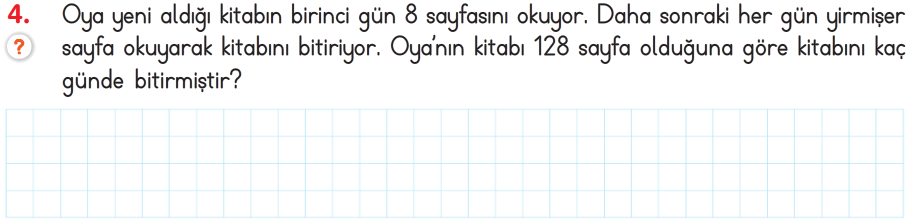 4. Oya yeni aldığı kitabın birinci gün 8 sayfasını okuyor. Daha sonraki her gün yirmişer
? sayfa okuyarak kitabını bitiriyor. Oya'nın kitabı 128 sayfa olduğuna göre kitabını kaç
günde bitirmiştir?